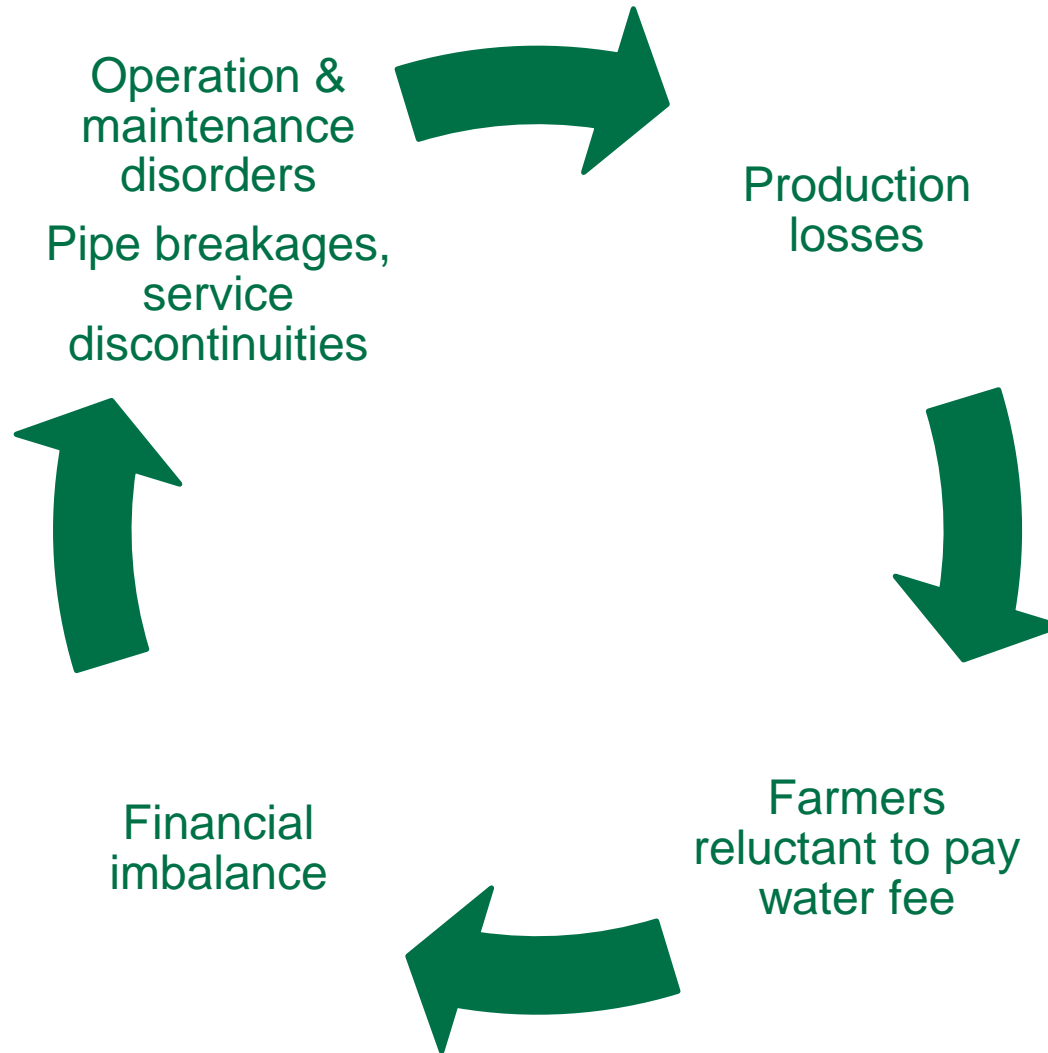 Operation &
maintenance
disorders
Pipe breakages,
service
discontinuities
Production
losses
Farmers
reluctant to pay
water fee
Financial
imbalance